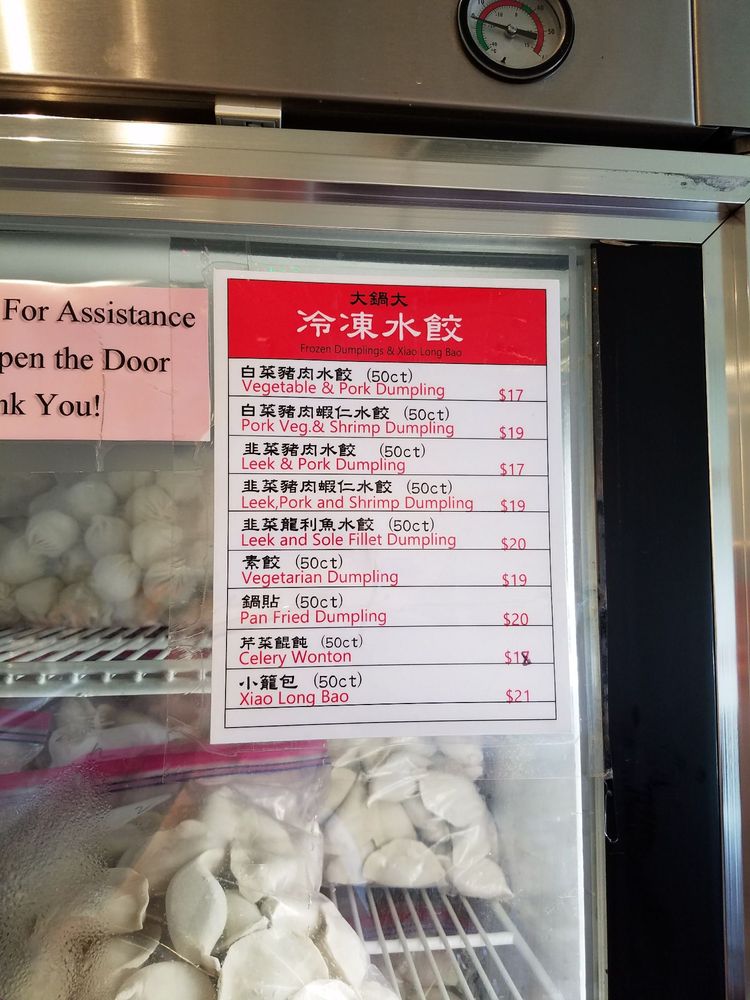 For Assistance
pen the Door
nk You!
大鍋大
冷凍水餃
Frozen Dumplings & Xiao Long Bao
白菜豬肉水餃 (50ct)
Vegetable & Pork Dumpling $17
白菜豬肉蝦仁水餃 (50ct)
Pork Veg.& Shrimp Dumpling $19
韭菜豬肉水餃 (50ct)
Leek & Pork Dumpling $17
韭菜豬肉蝦仁水餃 (50ct)
Leek,Pork and Shrimp Dumpling $19
韭菜龍利魚水餃 (50ct)
Leek and Sole Fillet Dumpling $20
素餃 (50ct)
Vegetarian Dumpling $19
鍋貼 (50ct)
Pan Fried Dumpling $20
芹菜餛飩 (50ct)
Celery Wonton $18
小籠包 (50ct)
Xiao Long Bao $21